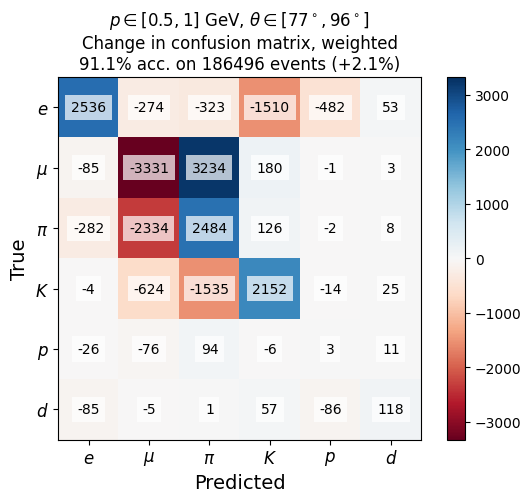 p ∈ [0.5, 1] GeV, θ ∈ [77°, 96°]
Change in confusion matrix, weighted
91.1% acc. on 186496 events (+2.1%)
e 2536 -274 -323 -1510 -482 53
μ -85 -3331 3234 180 -1 3
π -282 -2334 2484 126 -2 8
K -4 -624 -1535 2152 -14 25
p -26 -76 94 -6 3 11
d -85 -5 1 57 -86 118
e μ π K p d
Predicted
True
3000
2000
1000
0
−1000
−2000
−3000